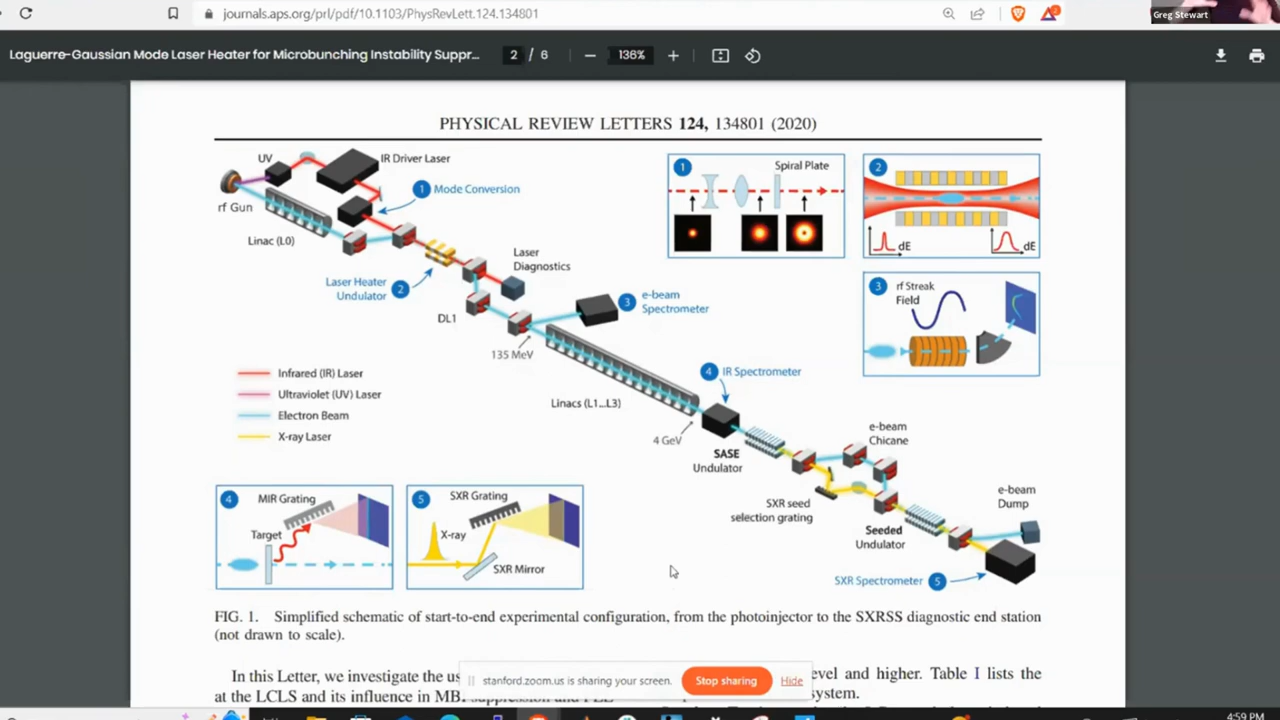 journals.aps.org/prl/pdf/10.1103/PhysRevLett.124.134801
Greg Stewart
Laguerre-Gaussian Mode Laser Heater for Microbunching Instability Suppr...
2 / 6
136%
PHYSICAL REVIEW LETTERS 124, 134801 (2020)
UV
IR Driver Laser
1 Mode Conversion
rf Gun
Linac (L0)
Laser Heater
Undulator
2
Laser
Diagnostics
DL1
3
e-beam
Spectrometer
135 MeV
Linacs (L1...L3)
4 IR Spectrometer
4 GeV
SASE
Undulator
e-beam
Chicane
SXR seed
selection grating
Seeded
Undulator
e-beam
Dump
SXR Spectrometer 5
Infrared (IR) Laser
Ultraviolet (UV) Laser
Electron Beam
X-ray Laser
1
Spiral Plate
2
dE
dE
3
rf Streak
Field
4
MIR Grating
Target
5
SXR Grating
X-ray
SXR Mirror
FIG. 1. Simplified schematic of start-to-end experimental configuration, from the photoinjector to the SXRSS diagnostic end station
(not drawn to scale).
In this Letter, we investigate the us
at the LCLS and its influence in MB
evel and higher. Table I lists the
system.
stanford.zoom.us is sharing your screen.
Stop sharing
Hide
4:59 PM